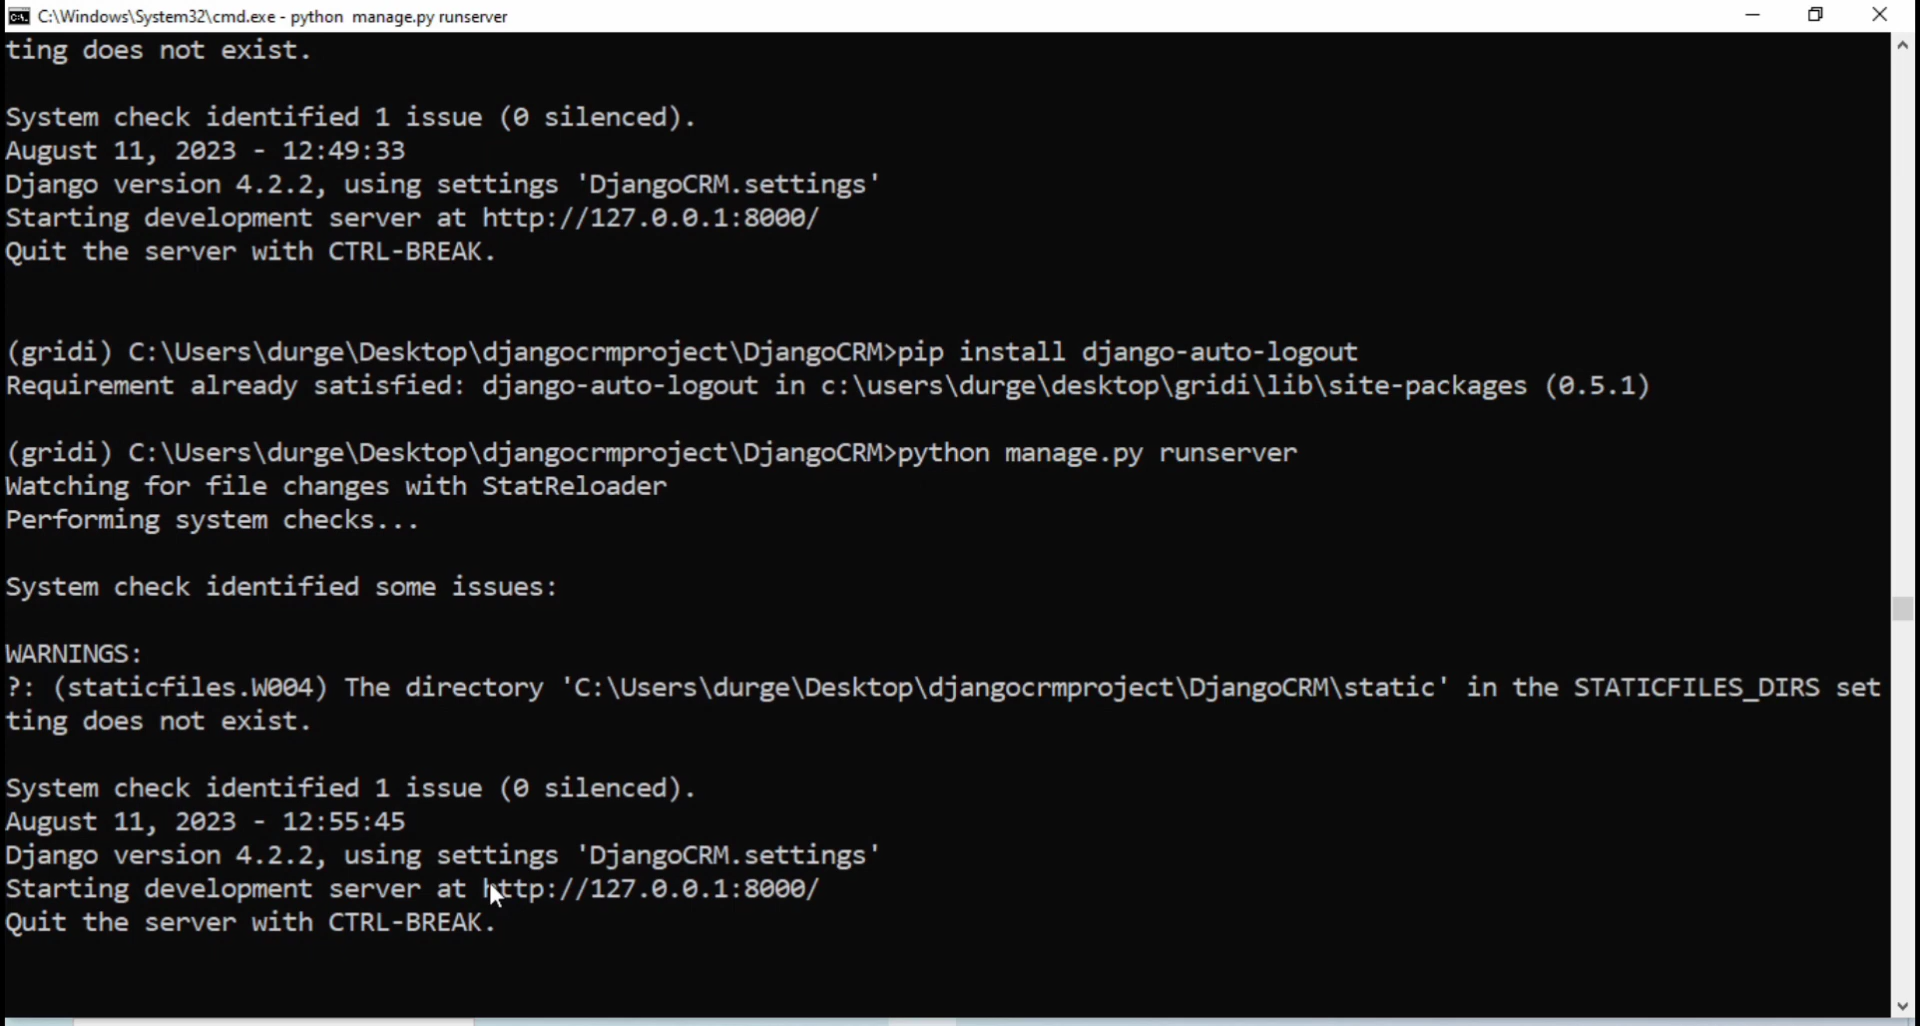 C:\Windows\System32\cmd.exe - python  manage.py runserver
ting does not exist.
System check identified 1 issue (0 silenced).
August 11, 2023 - 12:49:33
Django version 4.2.2, using settings 'DjangoCRM.settings'
Starting development server at http://127.0.0.1:8000/
Quit the server with CTRL-BREAK.
(gridi) C:\Users\durge\Desktop\djangocrmproject\DjangoCRM>pip install django-auto-logout
Requirement already satisfied: django-auto-logout in c:\users\durge\desktop\gridi\lib\site-packages (0.5.1)
(gridi) C:\Users\durge\Desktop\djangocrmproject\DjangoCRM>python manage.py runserver
Watching for file changes with StatReloader
Performing system checks...
System check identified some issues:
WARNINGS:
?: (staticfiles.W004) The directory 'C:\Users\durge\Desktop\djangocrmproject\DjangoCRM\static' in the STATICFILES_DIRS set
ting does not exist.
System check identified 1 issue (0 silenced).
August 11, 2023 - 12:55:45
Django version 4.2.2, using settings 'DjangoCRM.settings'
Starting development server at http://127.0.0.1:8000/
Quit the server with CTRL-BREAK.